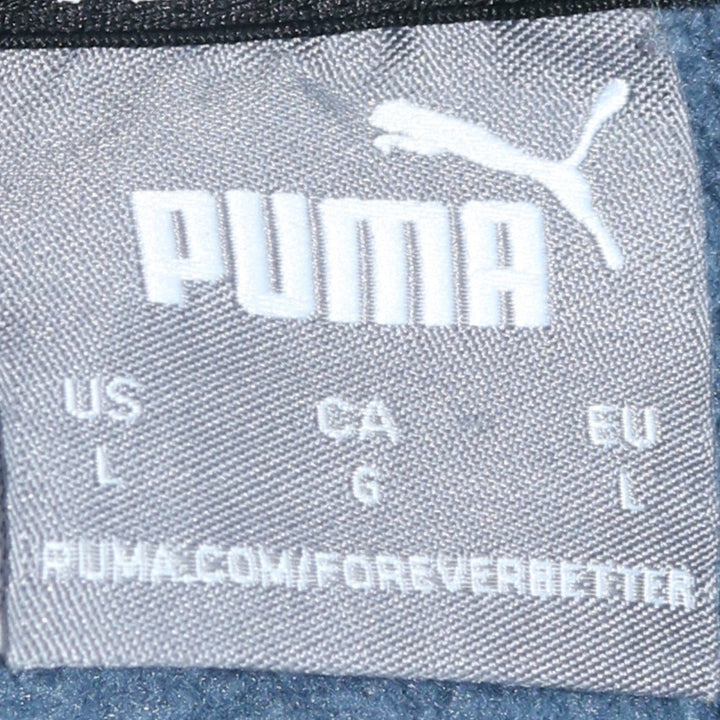 PUMA
US CA EU
L G L
PUMA.COM/FOREVERBETTER